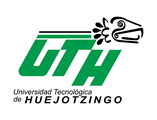 UTH
Universidad Tecnológica
de HUEJOTZINGO